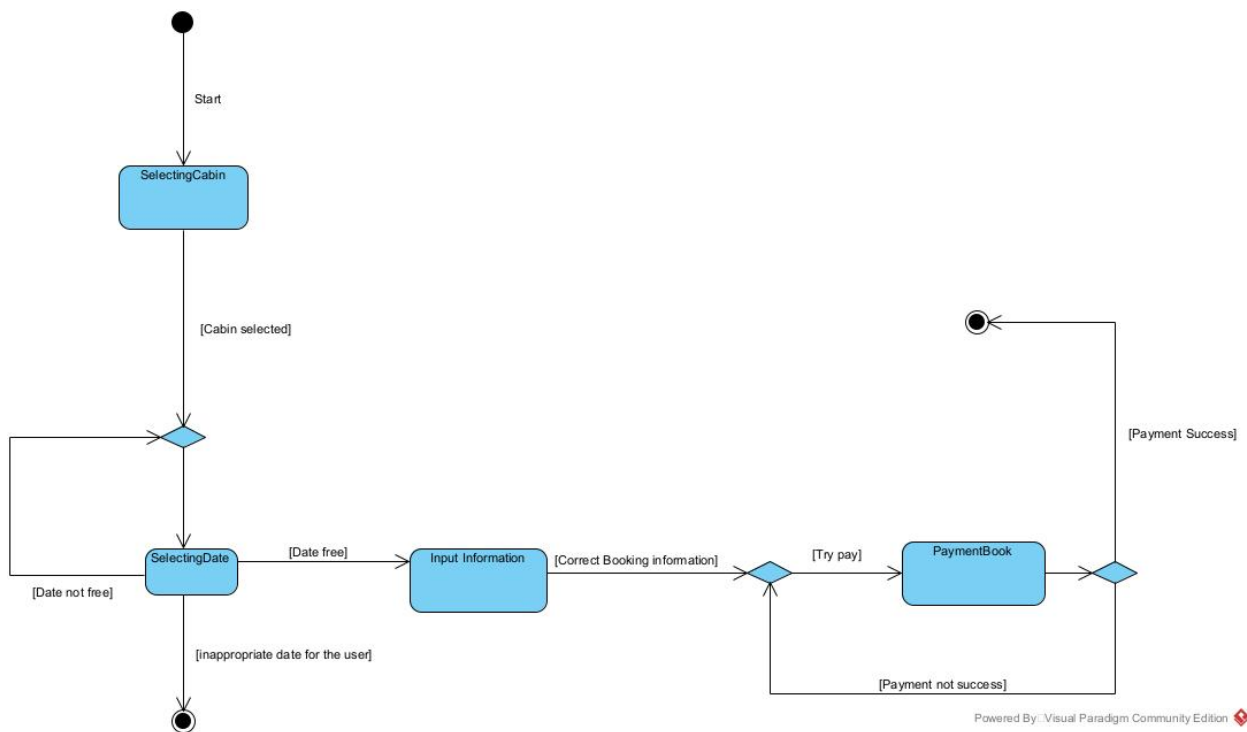 Start
SelectingCabin
[Cabin selected]
[Payment Success]
SelectingDate
[Date free]
Input Information
[Correct Booking information]
[Try pay]
PaymentBook
[Date not free]
[inappropriate date for the user]
[Payment not success]
Powered By Visual Paradigm Community Edition